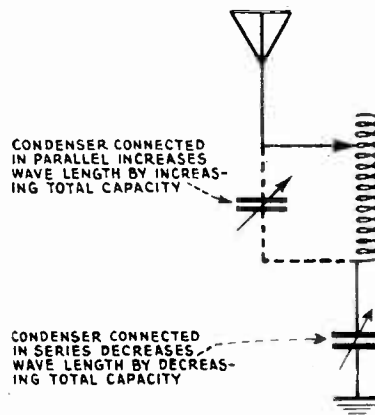 CONDENSER CONNECTED
IN PARALLEL INCREASES
WAVE LENGTH BY INCREAS-
ING TOTAL CAPACITY
CONDENSER CONNECTED
IN SERIES DECREASES
WAVE LENGTH BY DECREAS-
ING TOTAL CAPACITY